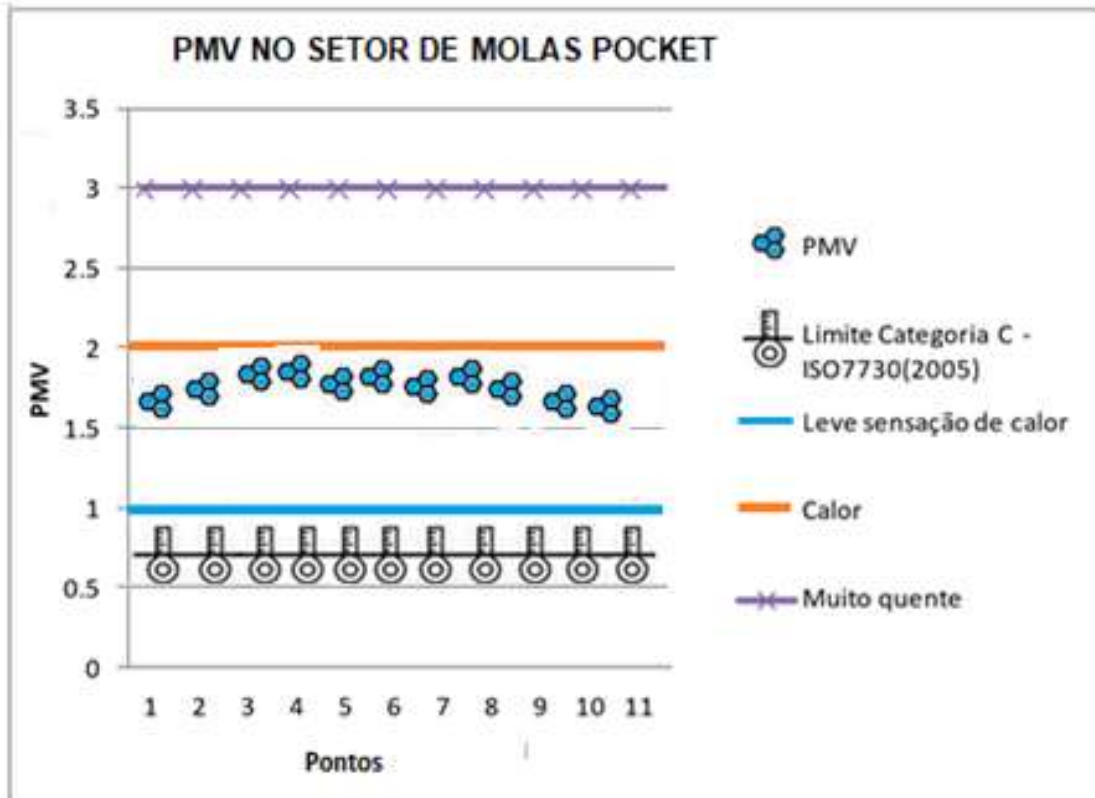 PMV NO SETOR DE MOLAS POCKET
3.5
3
2.5
2
1.5
1
0.5
0
PMV
1 2 3 4 5 6 7 8 9 10 11
Pontos
PMV
Limite Categoria C -
ISO7730(2005)
Leve sensação de calor
Calor
Muito quente